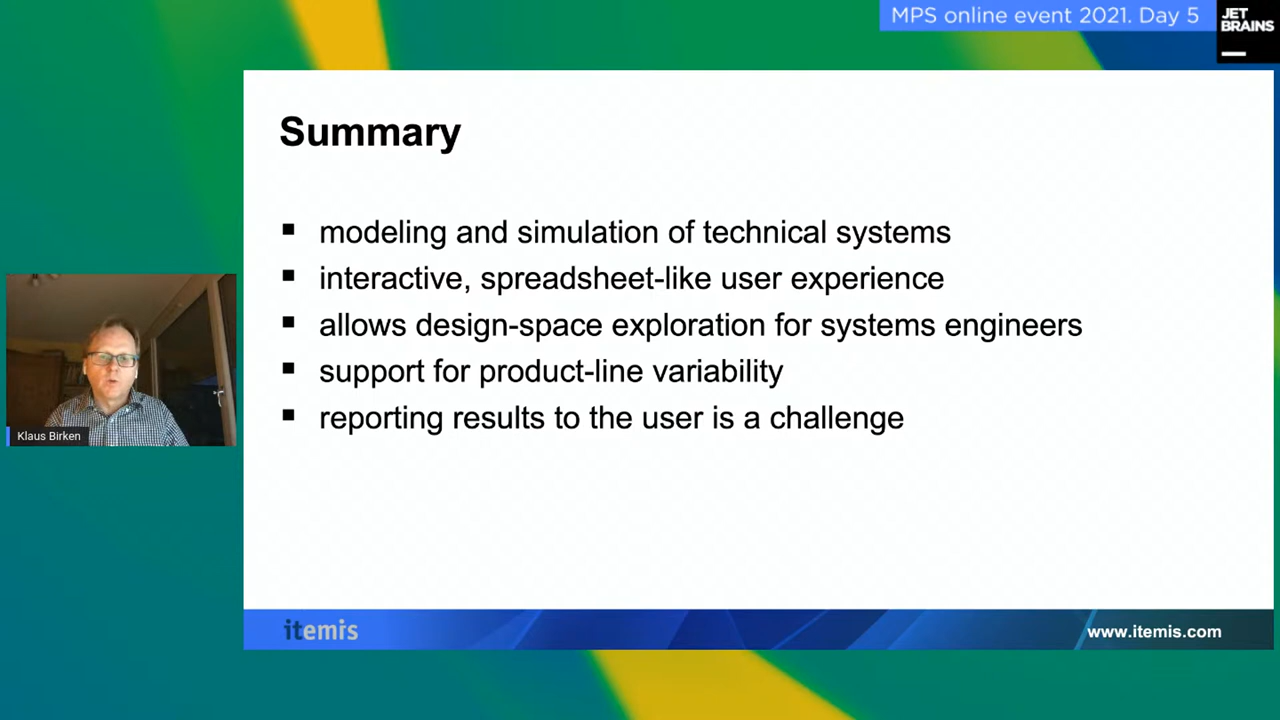 MPS online event 2021. Day 5
JET
BRAINS
Summary
▪ modeling and simulation of technical systems
▪ interactive, spreadsheet-like user experience
▪ allows design-space exploration for systems engineers
▪ support for product-line variability
▪ reporting results to the user is a challenge
Klaus Birken
itemis
www.itemis.com